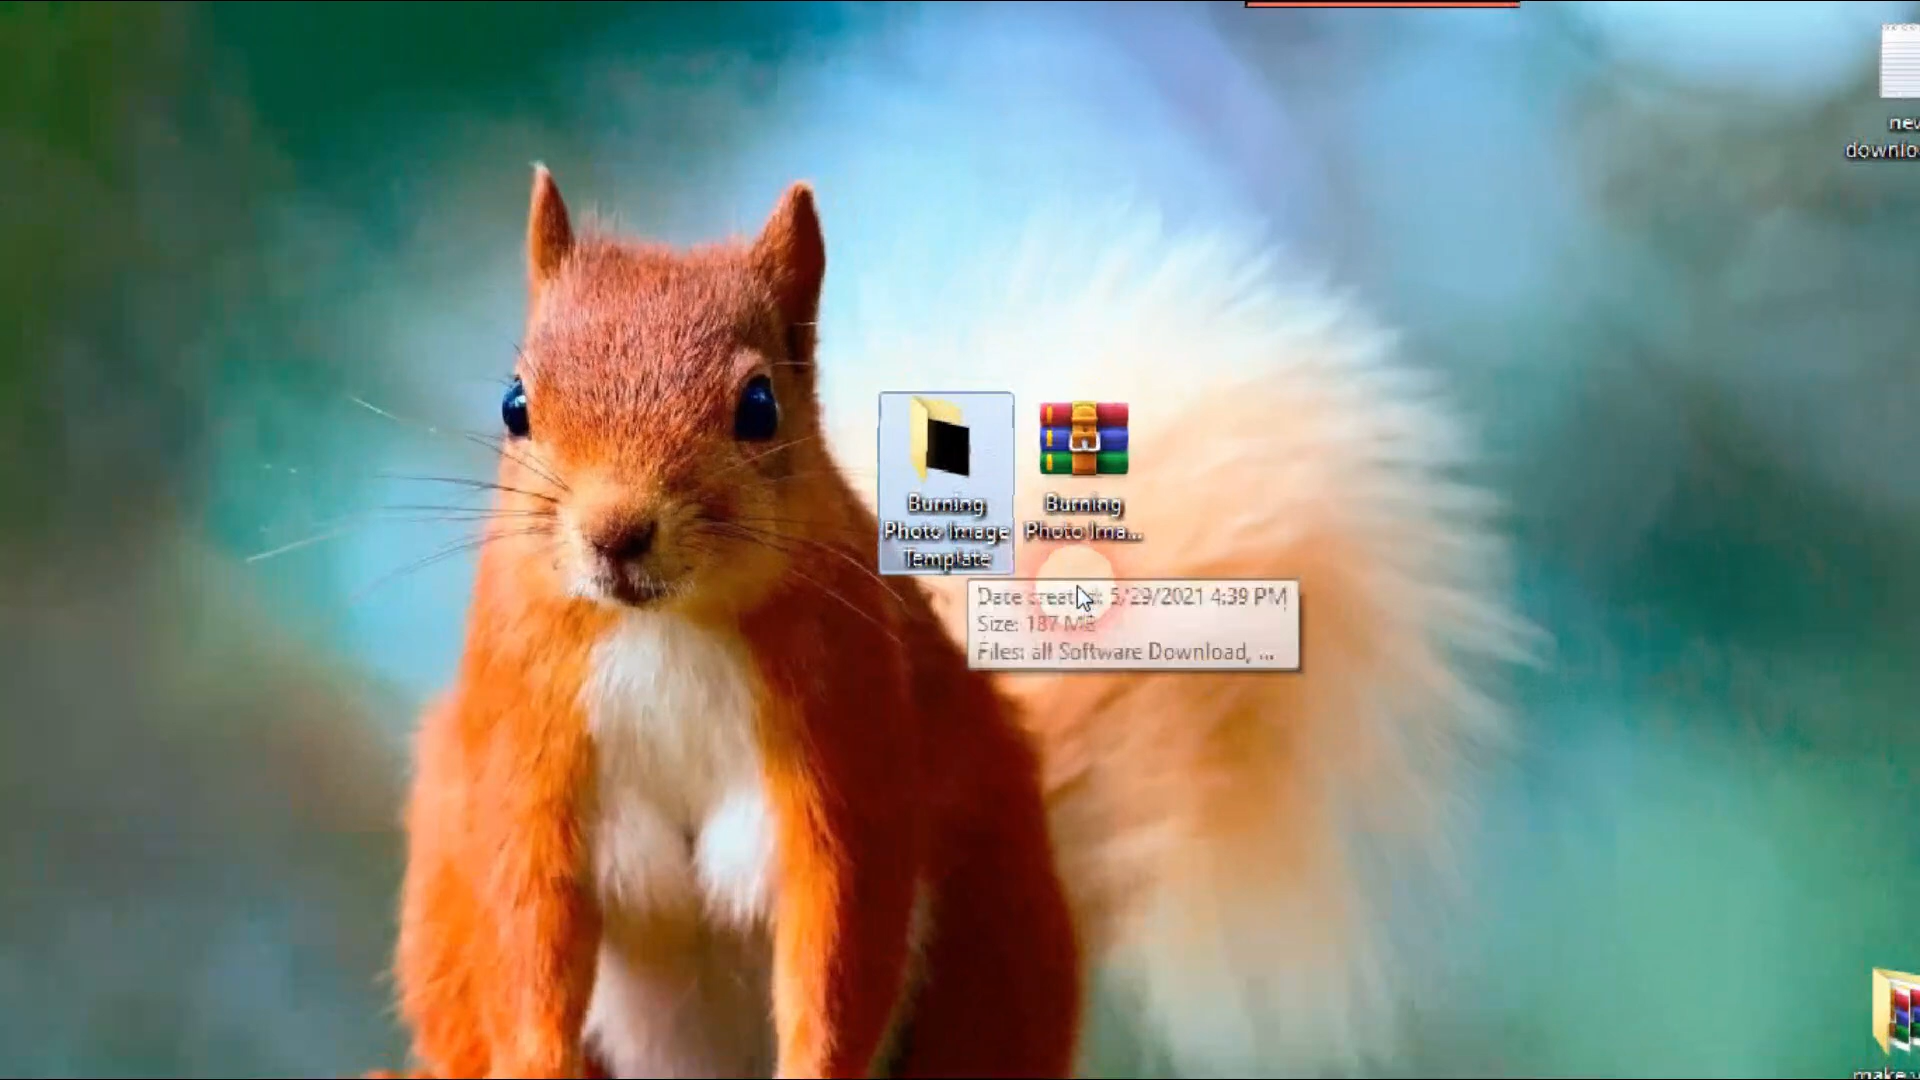 new
downlo
Burning
Photo Image
Template
Burning
Photo Ima...
Date created: 5/29/2021 4:39 PM
Size: 187 MB
Files: all Software Download, ...
make